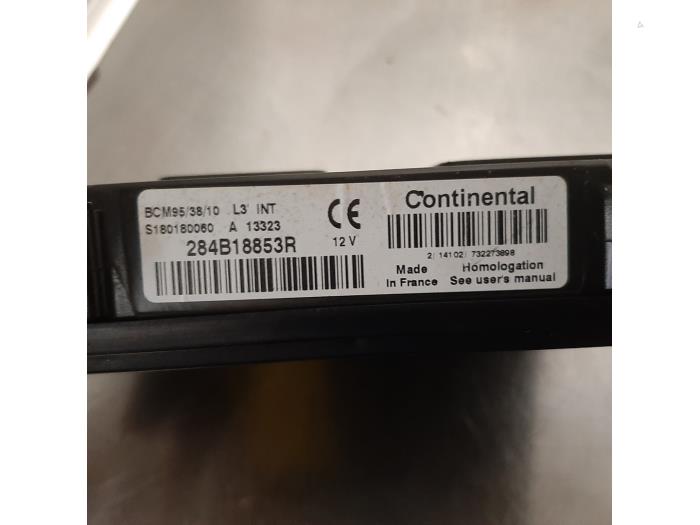 BCM95/38/10 L3' INT
S180180060 A 13323
284B18853R
CE
12 V
Continental
2/ 14102/ 732273898
Made Homologation
In France See user's manual